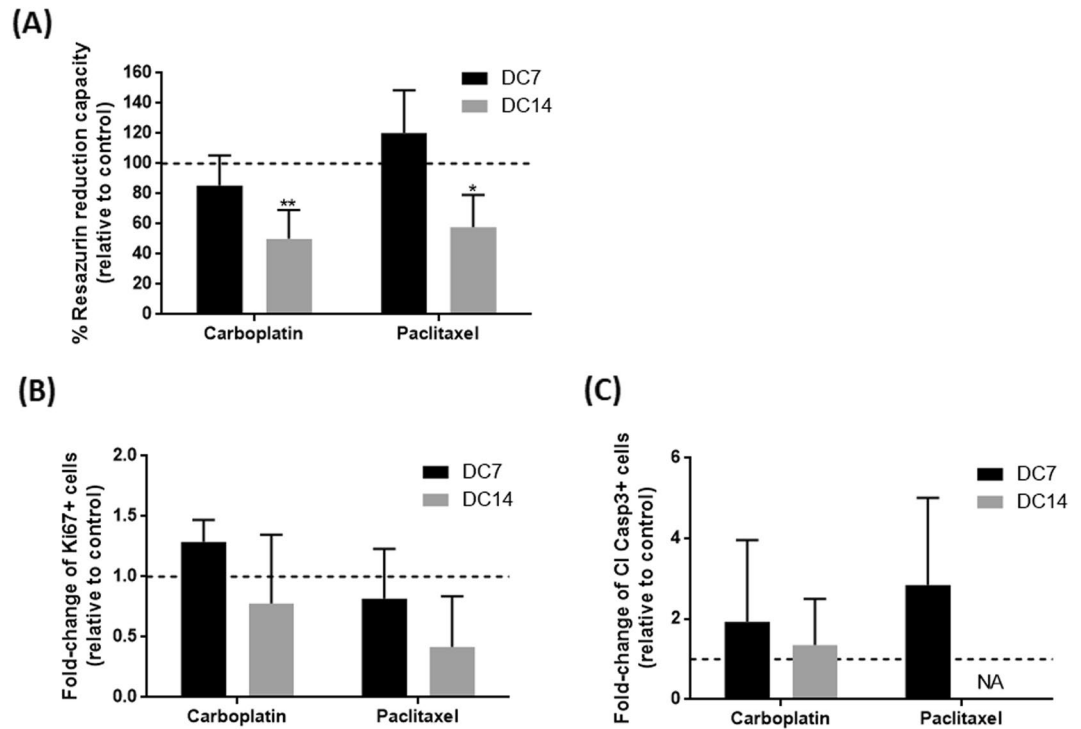 (A)
% Resazurin reduction capacity
(relative to control)
160
140
120
100
80
60
40
20
0
DC7
DC14
**
*
Carboplatin
Paclitaxel
(B)
Fold-change of Ki67+ cells
(relative to control)
2.0
1.5
1.0
0.5
0.0
DC7
DC14
Carboplatin
Paclitaxel
(C)
Fold-change of Cl Casp3+ cells
(relative to control)
6
4
2
0
DC7
DC14
NA
Carboplatin
Paclitaxel